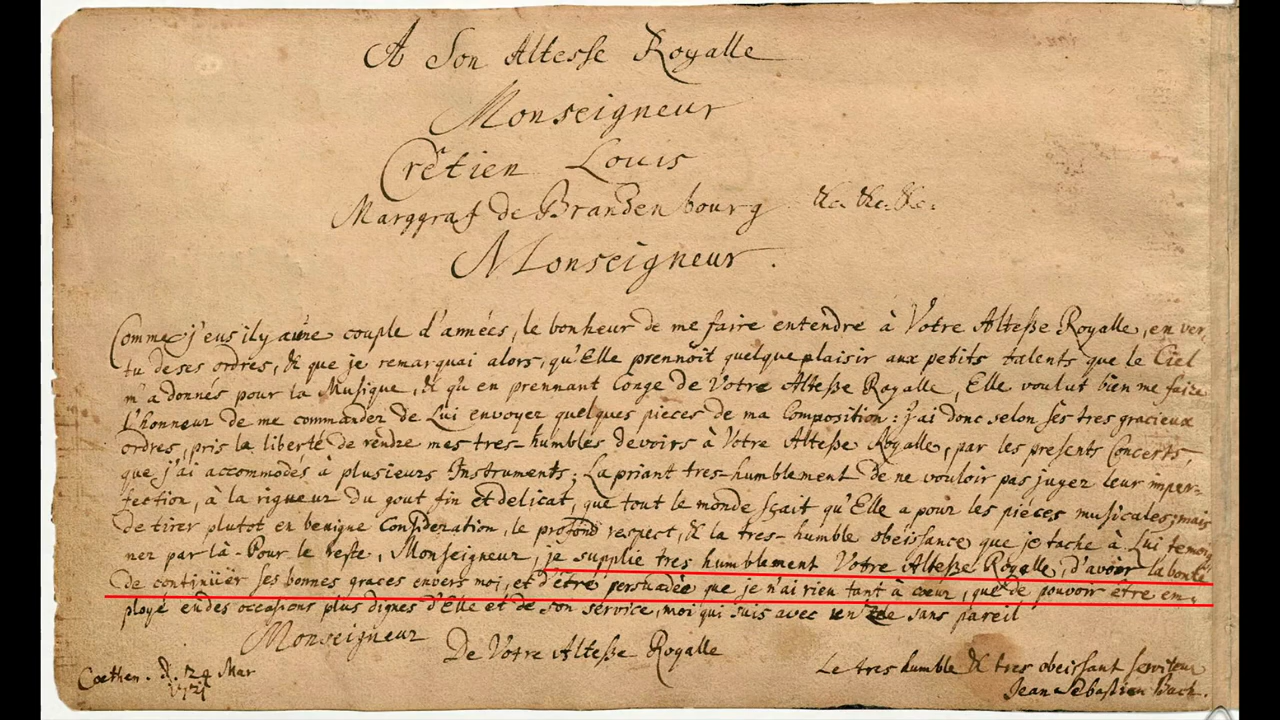 A Son Altesse Royalle
Monseigneur
Crêtien Louis
Marggraf de Brandenbourg &c. &c. &c.
Monseigneur.
Comme j'eus il y a une couple d'années, le bonheur de me faire entendre à Votre Alteße Royalle, en ver-
tu de ses ordres, & que je remarquai alors, qu'Elle prennoit quelque plaisir aux petits talents que le Ciel
m'a donnés pour la Musique, & qu'en prennant Conge de Votre Alteße Royalle, Elle voulut bien me faire
l'honneur de me commander de Lui envoyer quelques pieces de ma Composition: j'ai donc selon ses tres gracieux
ordres, pris la liberté de rendre mes tres-humbles devoirs à Votre Alteße Royalle, par les presents Concerts,
que j'ai accommodés à plusieurs Instruments; La priant tres-humblement de ne vouloir pas juger leur imper-
fection, à la rigueur du gout fin et delicat, que tout le monde sçait qu'Elle a pour les piéces musicales; mais
de tirer plutot en benigne Consideration, le profond respect, & la tres-humble obeissance que je tache à Lui temoig-
ner par là. Pour le reste, Monseigneur, je supplie tres humblement Votre Alteße Royalle, d'avoir la bonté
de continüer ses bonnes graces envers moi, et d'être persuadèe que je n'ai rien tant à cœur, que de pouvoir être em-
ployé en des occasions plus dignes d'Elle et de son service, moi qui suis avec un zele sans pareil
Monseigneur
De Votre Alteße Royalle
Coethen. d. 24 Mar
1721
Le tres humble & tres obeissant serviteur
Jean Sebastien Bach.